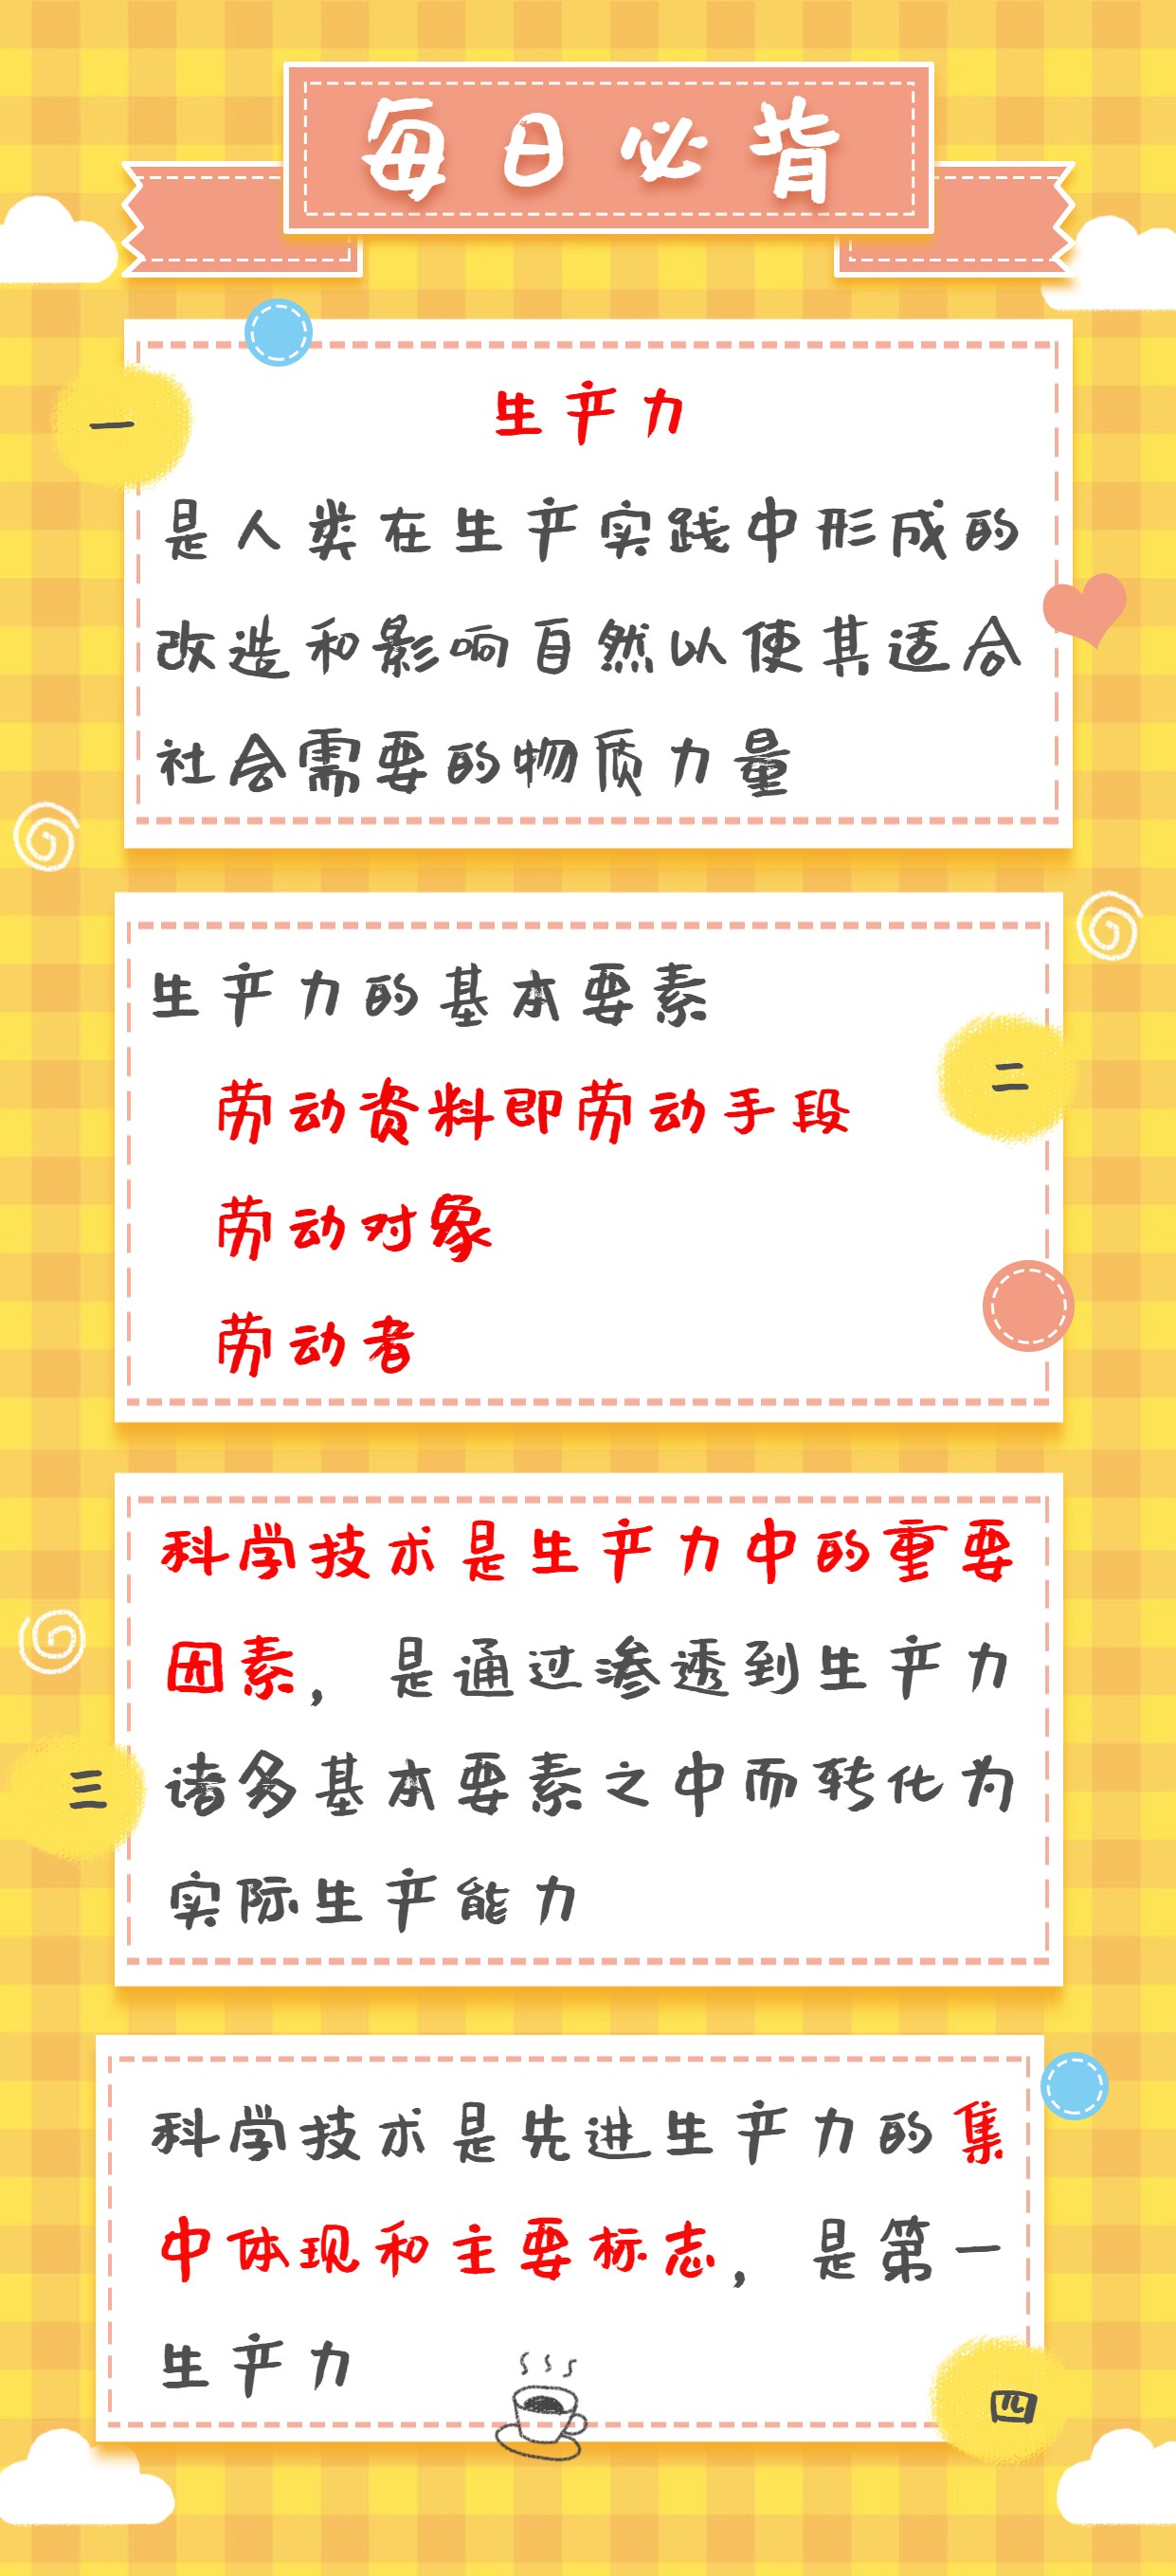 每日必背
一
生产力
是人类在生产实践中形成的
改造和影响自然以使其适合
社会需要的物质力量
生产力的基本要素
二
劳动资料即劳动手段
劳动对象
劳动者
科学技术是生产力中的重要
因素，是通过渗透到生产力
三
诸多基本要素之中而转化为
实际生产能力
科学技术是先进生产力的集
中体现和主要标志，是第一
生产力
四